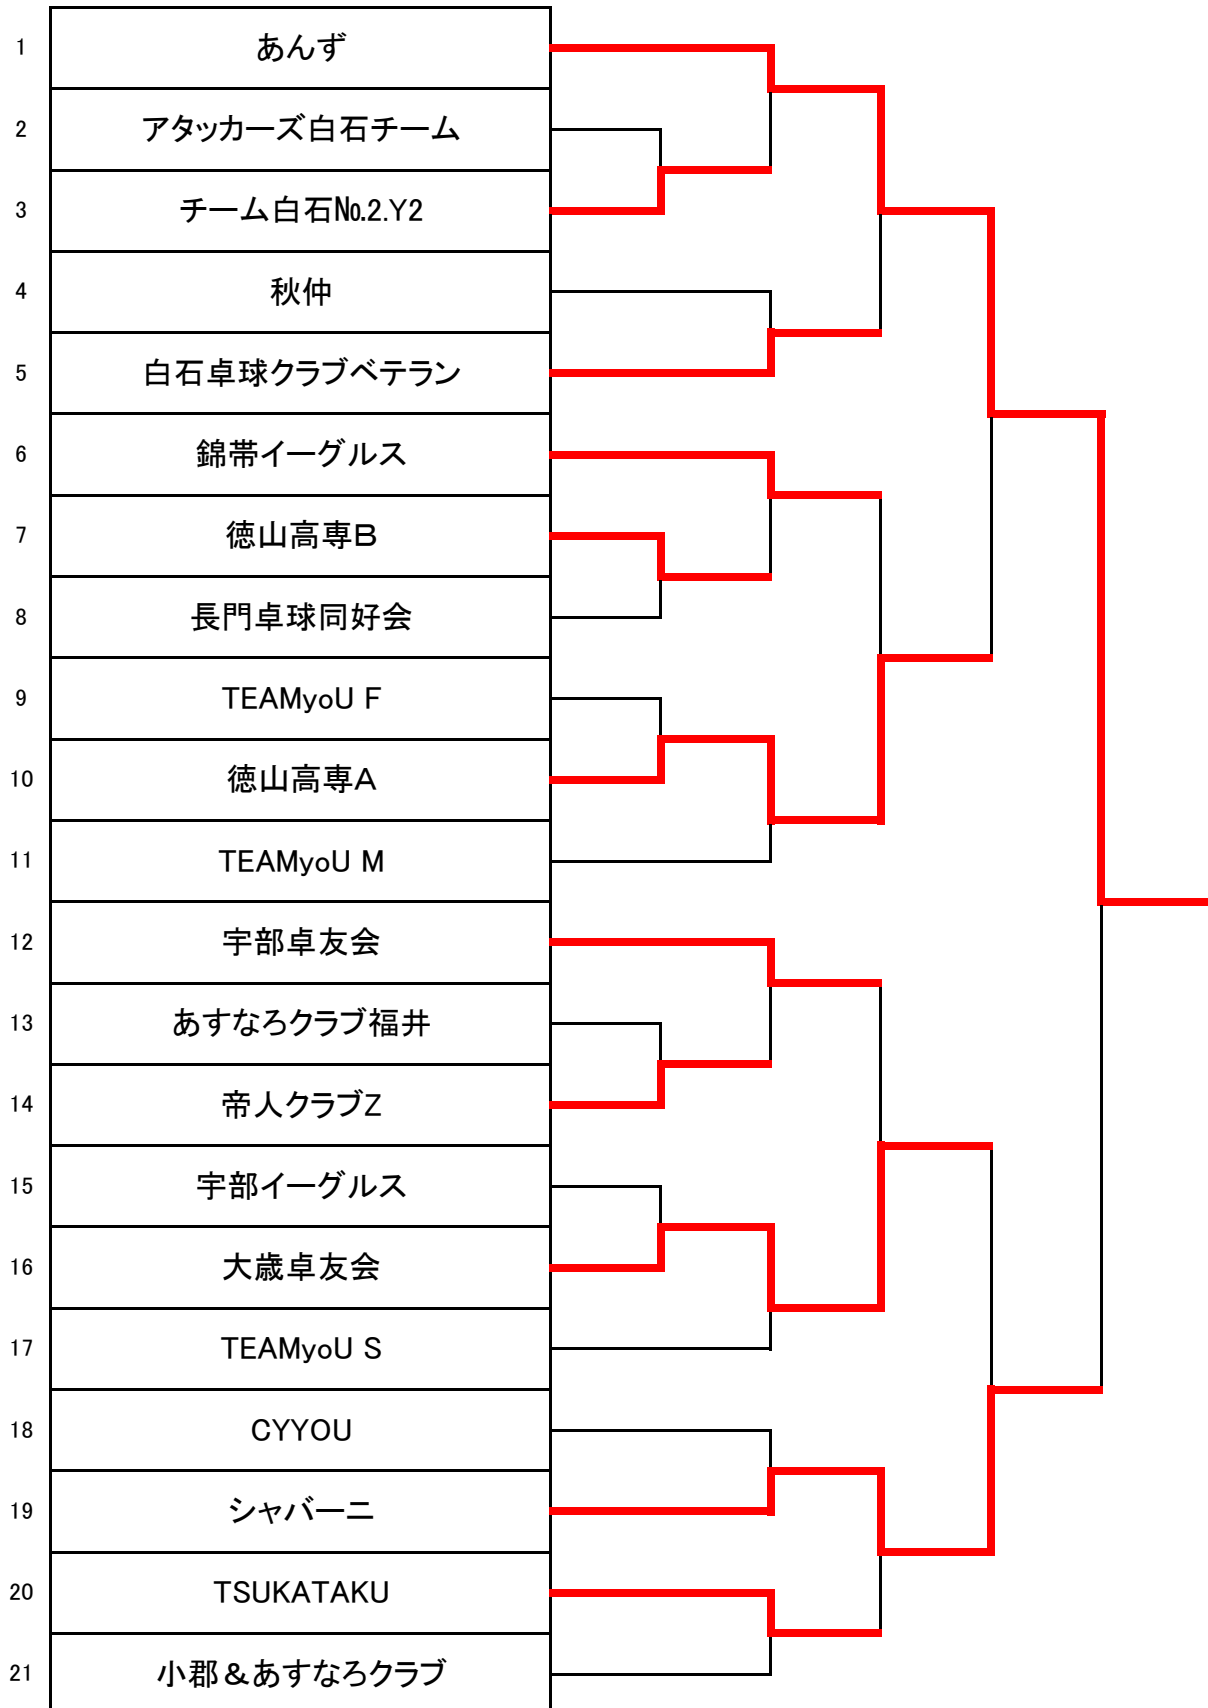 1 あんず
2 アタッカーズ白石チーム
3 チーム白石№2.Y2
4 秋仲
5 白石卓球クラブベテラン
6 錦帯イーグルス
7 徳山高専B
8 長門卓球同好会
9 TEAMyoU F
10 徳山高専A
11 TEAMyoU M
12 宇部卓友会
13 あすなろクラブ福井
14 帝人クラブZ
15 宇部イーグルス
16 大歳卓友会
17 TEAMyoU S
18 CYYOU
19 シャバーニ
20 TSUKATAKU
21 小郡＆あすなろクラブ